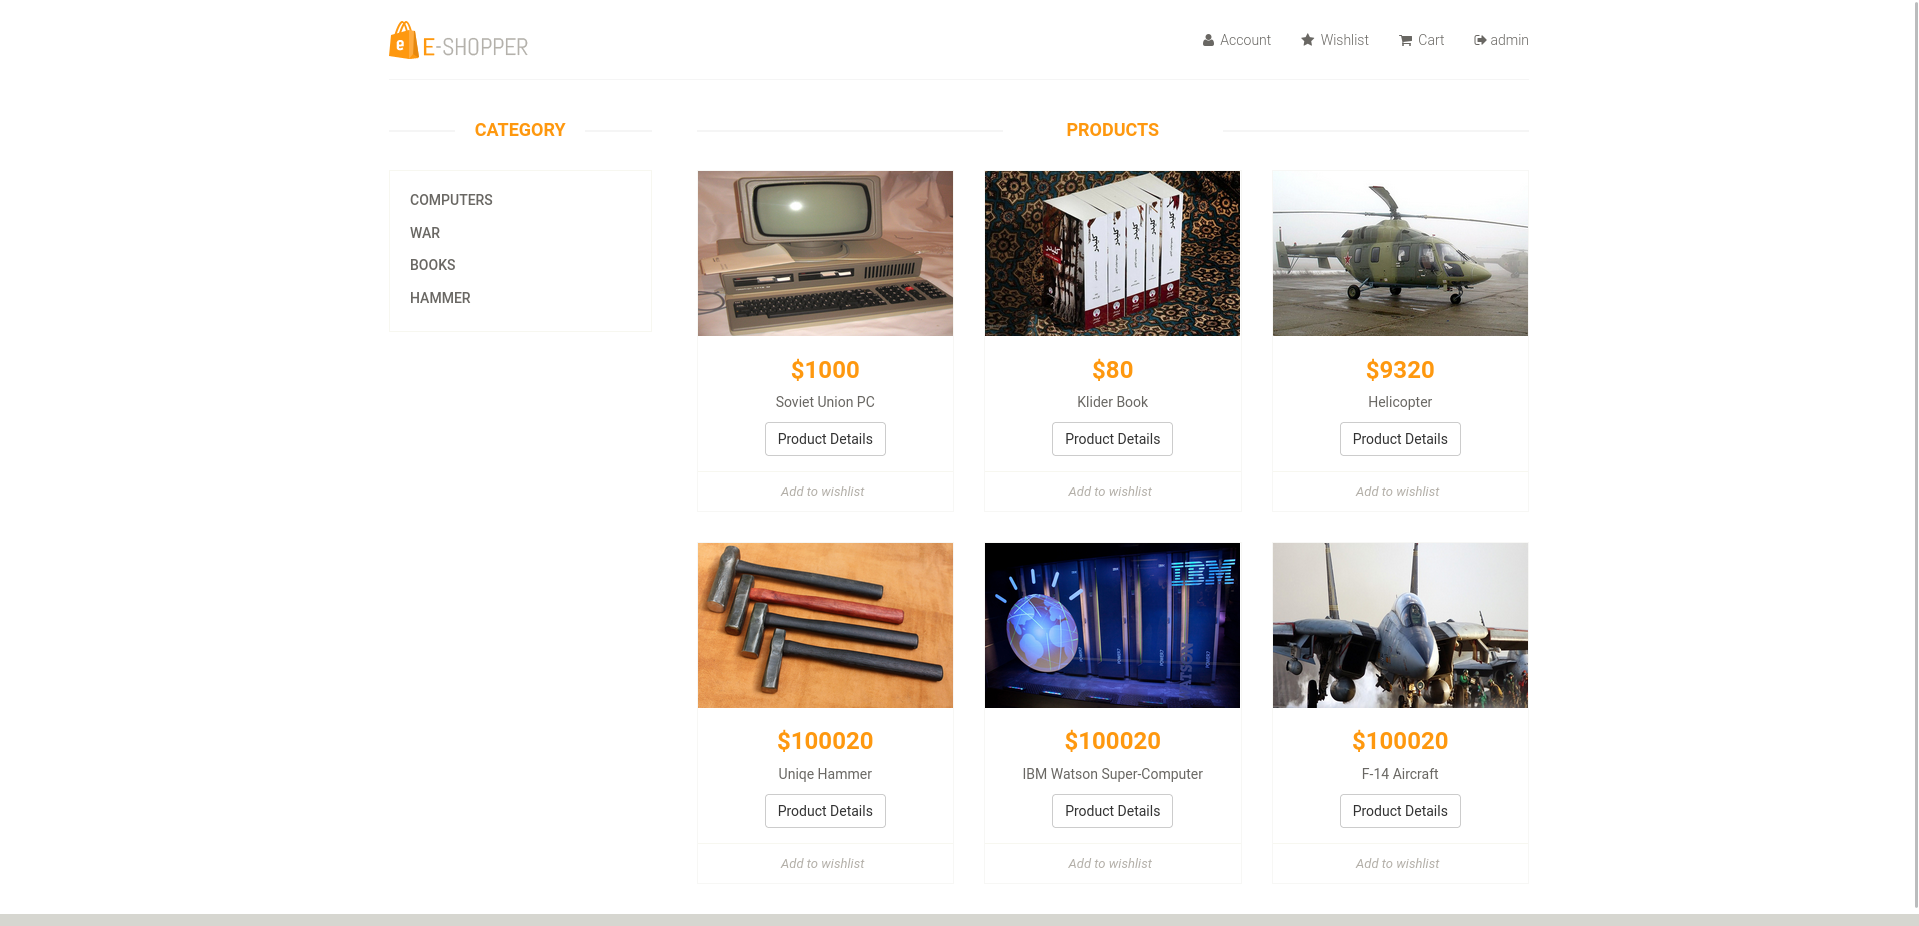 E-SHOPPER
Account
Wishlist
Cart
admin
CATEGORY
COMPUTERS
WAR
BOOKS
HAMMER
PRODUCTS
$1000
Soviet Union PC
Product Details
Add to wishlist
$80
Klider Book
Product Details
Add to wishlist
$9320
Helicopter
Product Details
Add to wishlist
$100020
Uniqe Hammer
Product Details
Add to wishlist
IBM
WATSON
$100020
IBM Watson Super-Computer
Product Details
Add to wishlist
$100020
F-14 Aircraft
Product Details
Add to wishlist